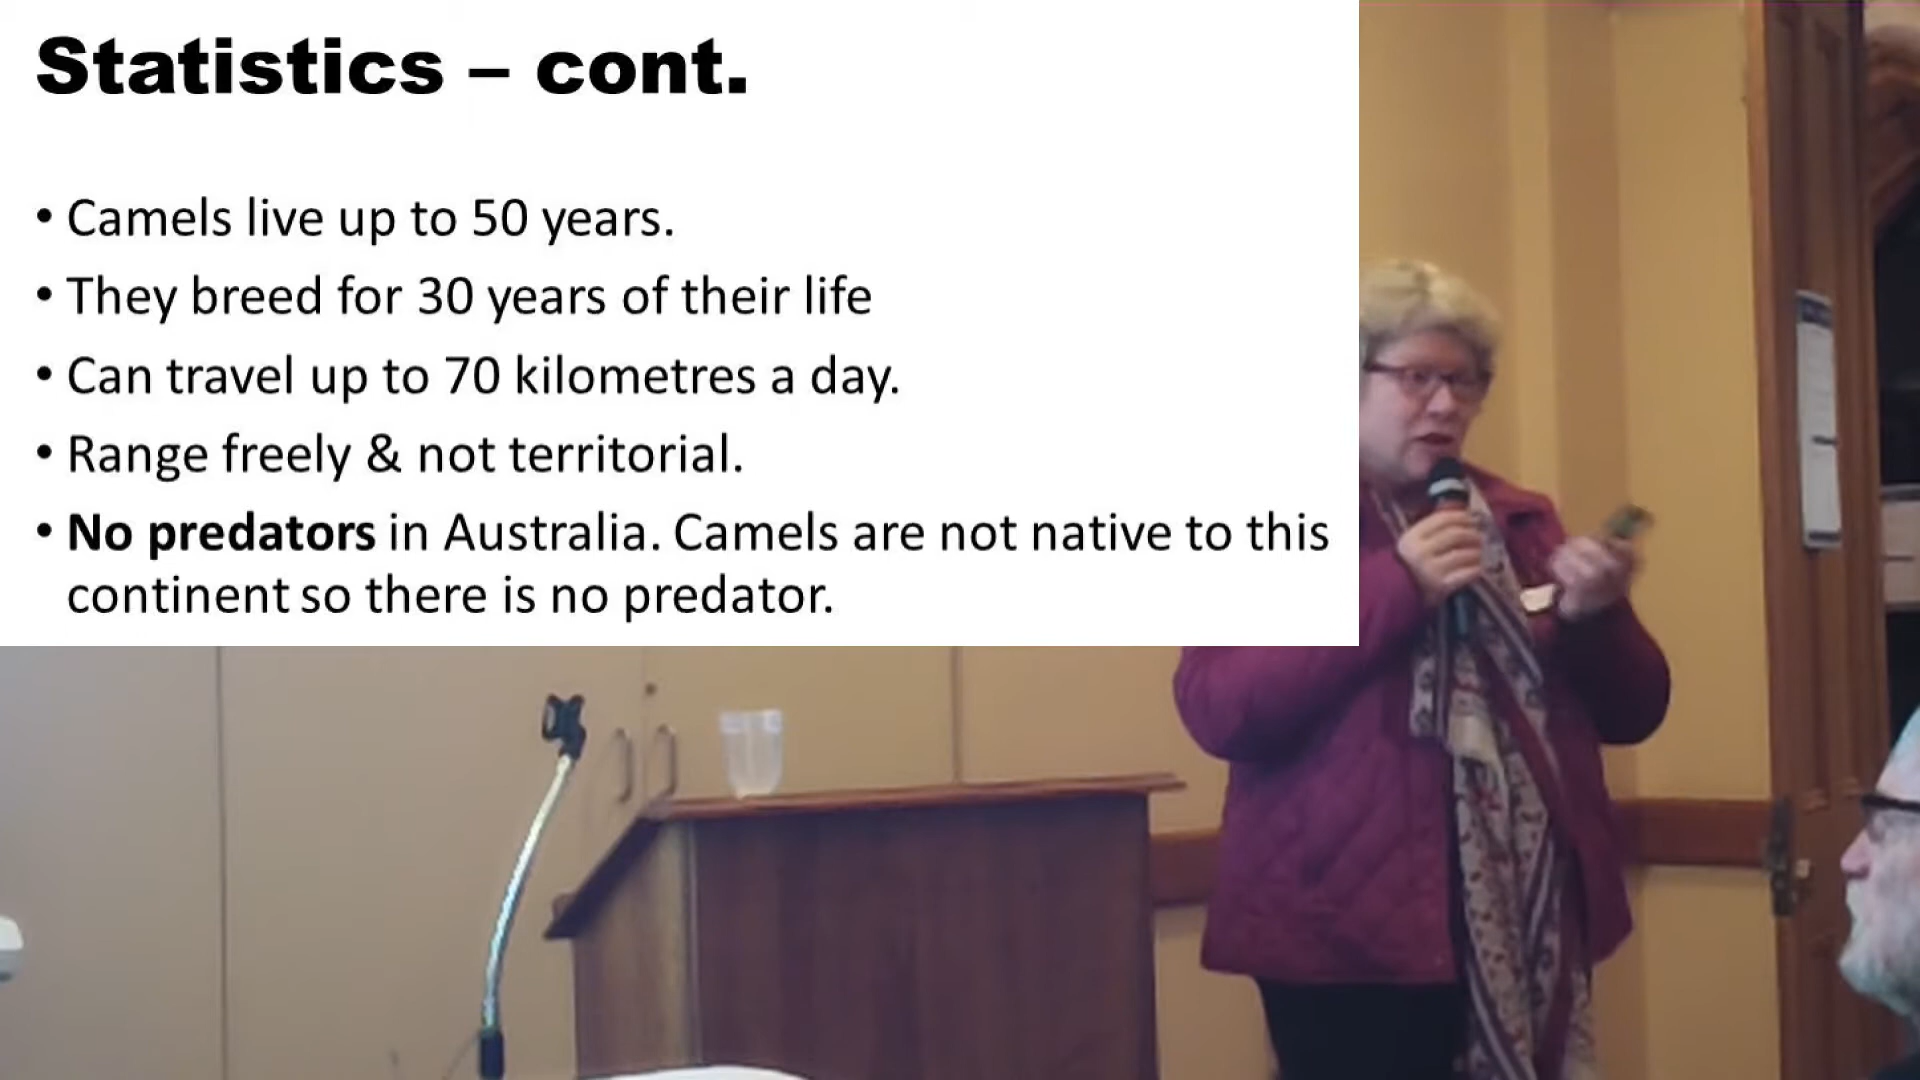 Statistics – cont.
• Camels live up to 50 years.
• They breed for 30 years of their life
• Can travel up to 70 kilometres a day.
• Range freely & not territorial.
• No predators in Australia. Camels are not native to this
continent so there is no predator.